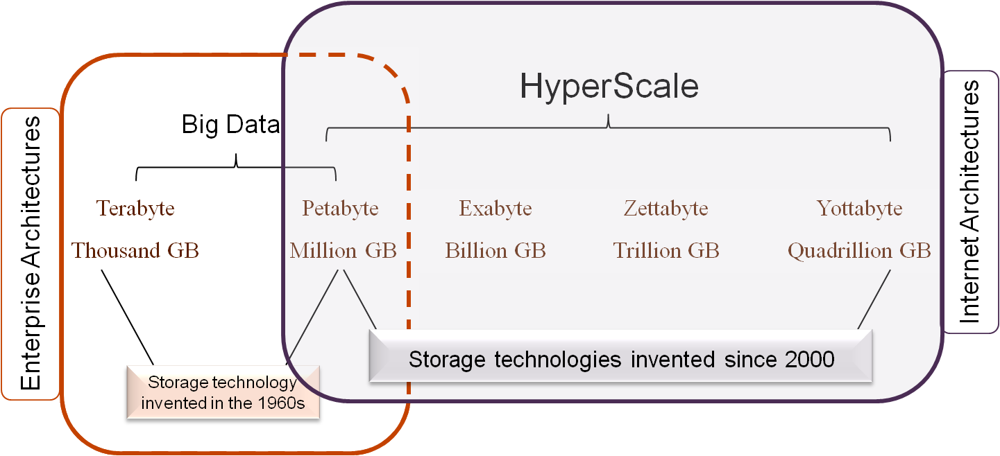 HyperScale
Big Data
Enterprise Architectures
Internet Architectures
Terabyte
Petabyte
Exabyte
Zettabyte
Yottabyte
Thousand GB
Million GB
Billion GB
Trillion GB
Quadrillion GB
Storage technologies invented since 2000
Storage technology
invented in the 1960s